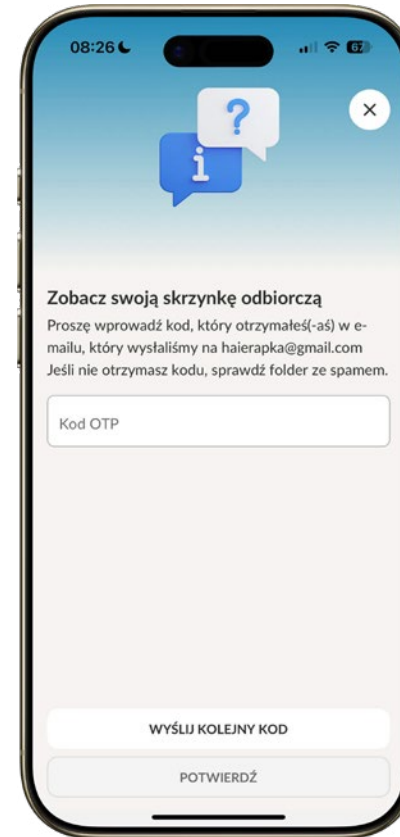 08:26
67
?
i
Zobacz swoją skrzynkę odbiorczą
Proszę wprowadź kod, który otrzymałeś(-aś) w e-
mailu, który wysłaliśmy na haierapka@gmail.com
Jeśli nie otrzymasz kodu, sprawdź folder ze spamem.
Kod OTP
WYŚLIJ KOLEJNY KOD
POTWIERDŹ